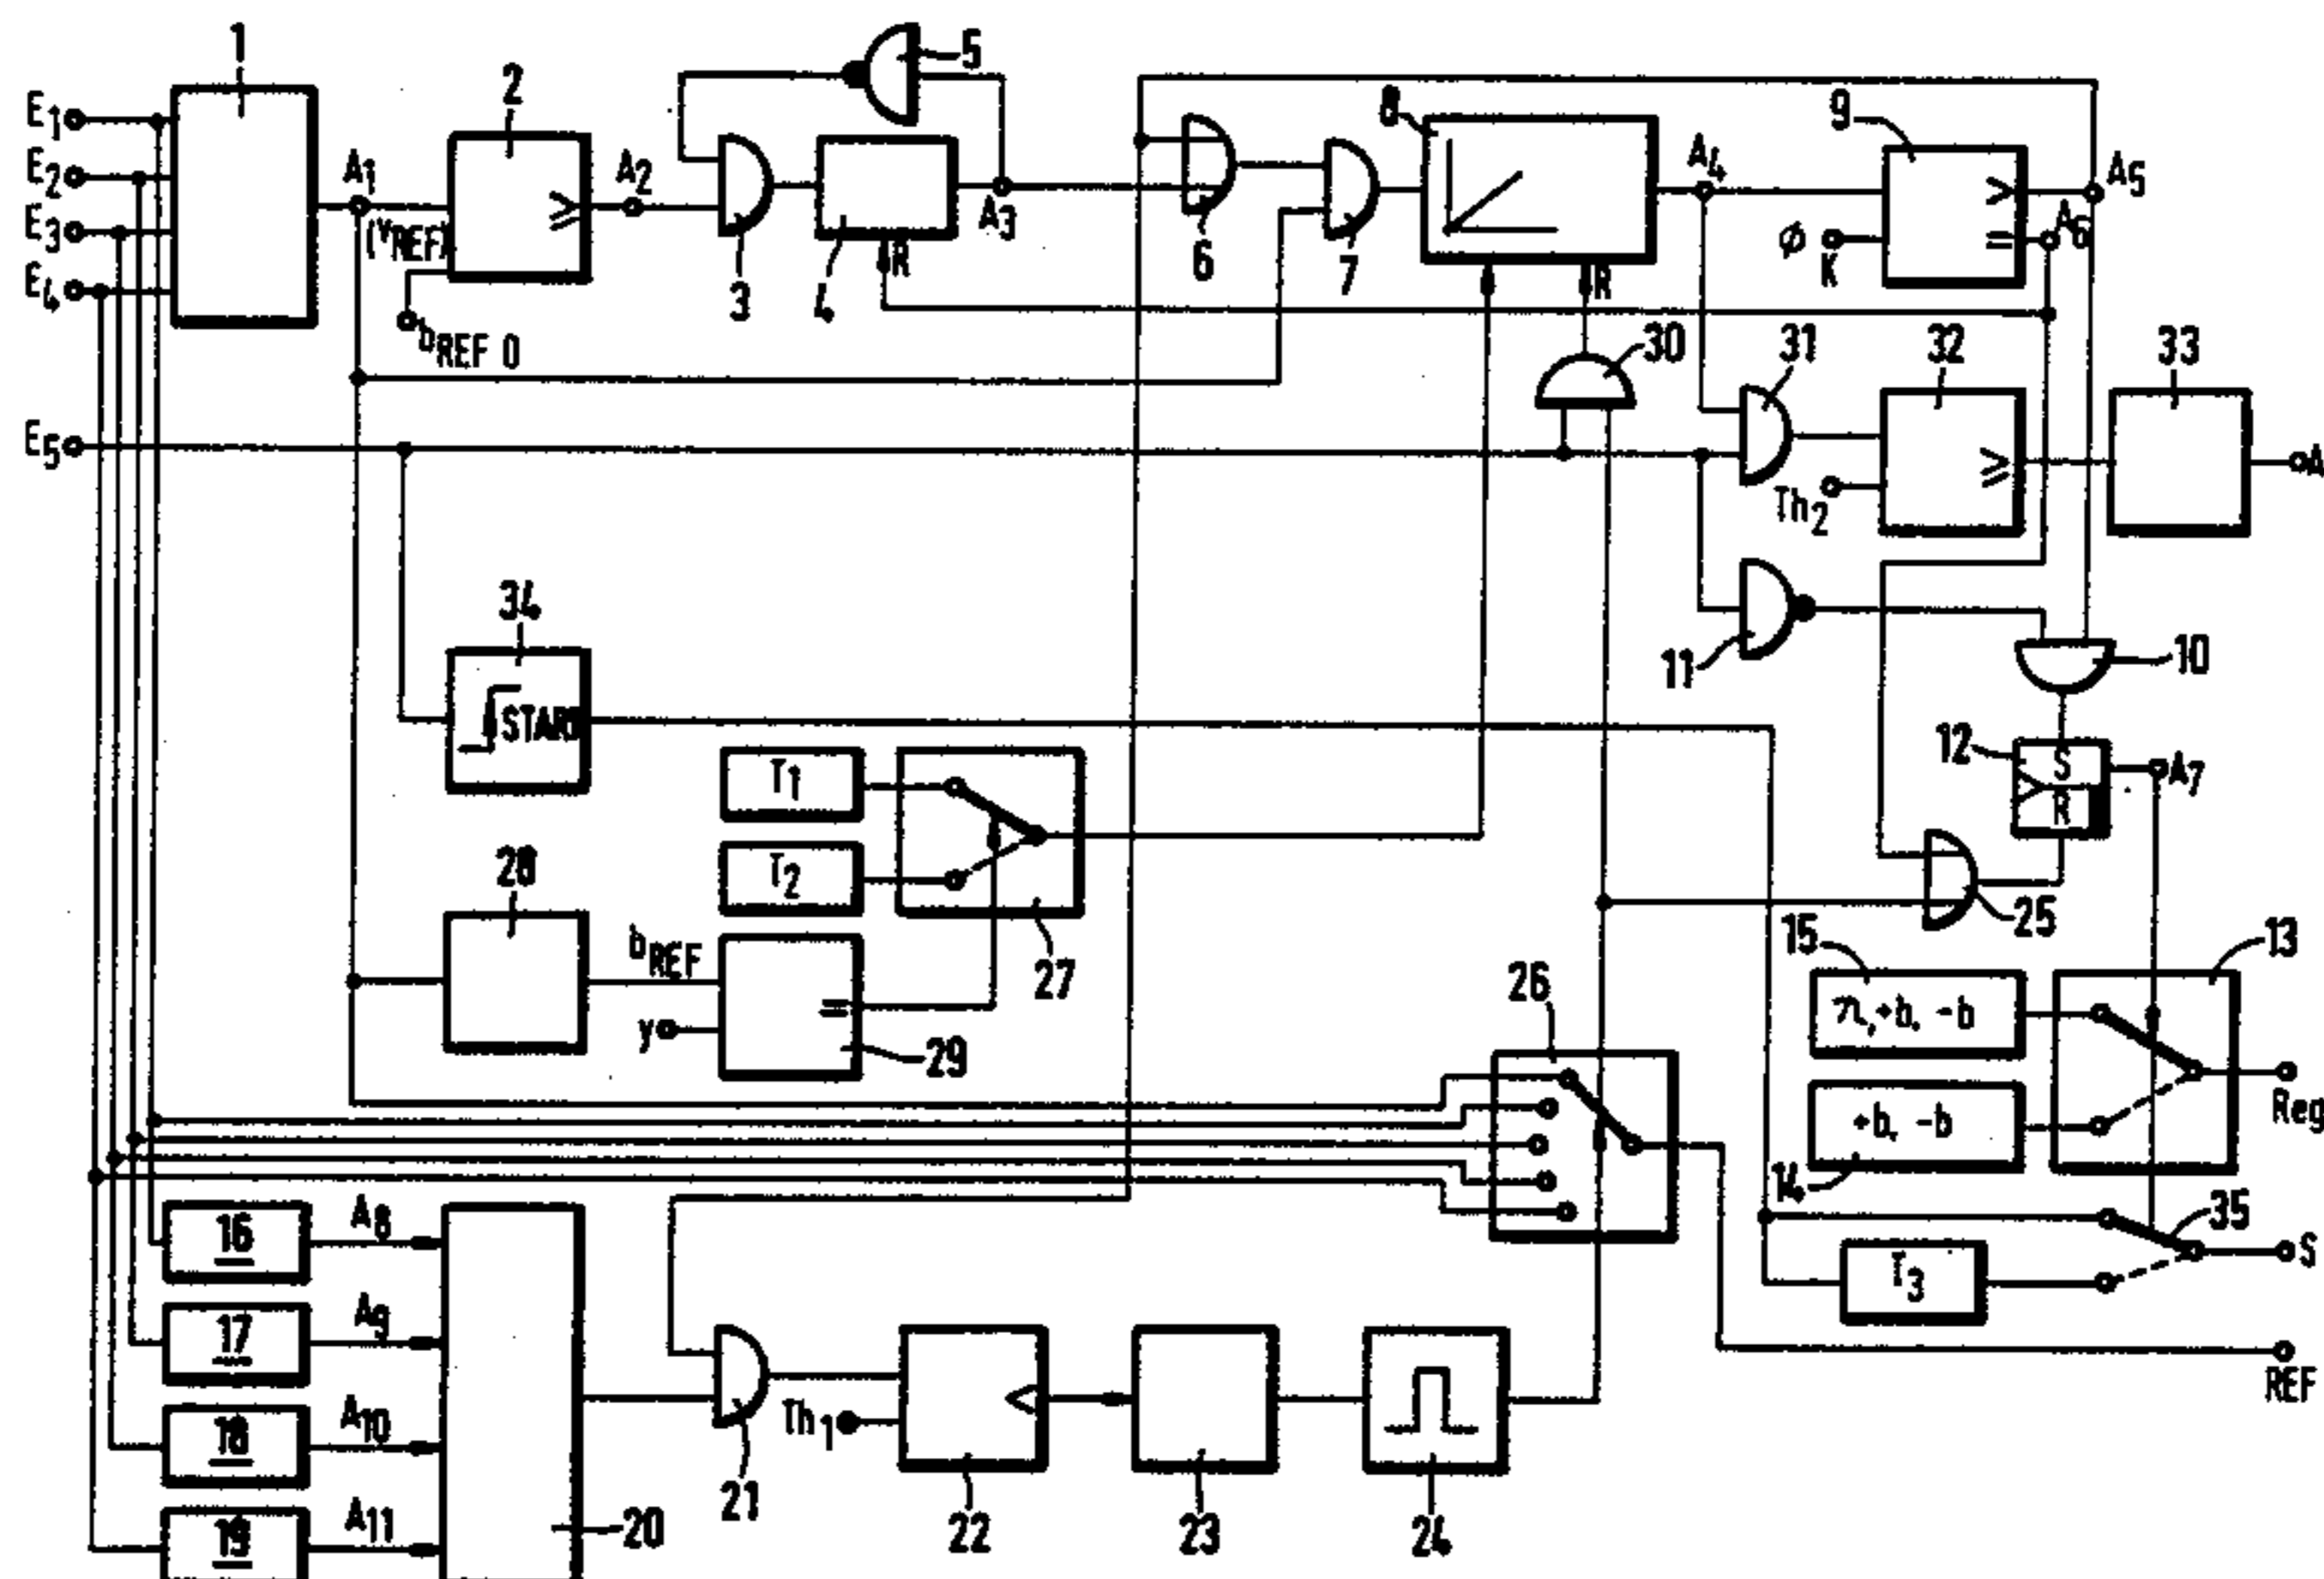 1
2
5
8
9
E1
E2
E3
E4
A1
(VREF)
≥
A2
3
4
R
A3
6
7
R
A4
ϕ
K
>
=
A5
A6
bREF 0
30
31
32
33
E5
Th2
≥
A
34
START
11
10
T1
T2
27
12
S
R
A7
28
bREF
y
=
29
26
25
15
n,+b, -b
13
+b, -b
14
Reg
35
T3
S
REF
16
17
18
19
A8
A9
A10
A11
20
21
Th1
<
22
23
24